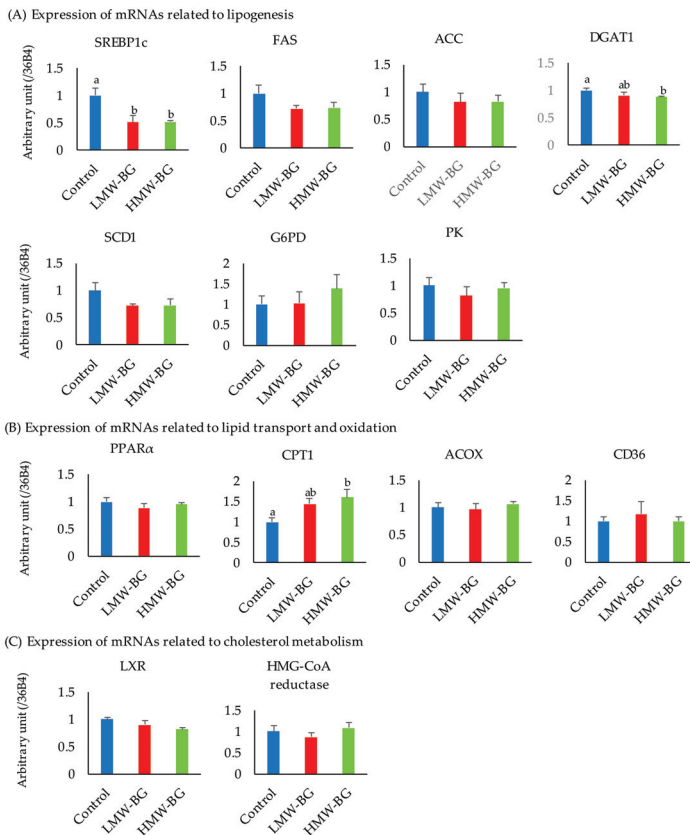 (A) Expression of mRNAs related to lipogenesis
SREBP1c
FAS
ACC
DGAT1
Arbitrary unit (/36B4)
1.5
1
0.5
0
a
b
b
Control
LMW-BG
HMW-BG
1.5
1
0.5
0
Control
LMW-BG
HMW-BG
1.5
1
0.5
0
Control
LMW-BG
HMW-BG
1.5
1
0.5
0
a
ab
b
Control
LMW-BG
HMW-BG
SCD1
G6PD
PK
Arbitrary unit (/36B4)
1.5
1
0.5
0
Control
LMW-BG
HMW-BG
2
1.5
1
0.5
0
Control
LMW-BG
HMW-BG
1.5
1
0.5
0
Control
LMW-BG
HMW-BG
(B) Expression of mRNAs related to lipid transport and oxidation
PPARα
CPT1
ACOX
CD36
Arbitrary unit (/36B4)
1.5
1
0.5
0
Control
LMW-BG
HMW-BG
2
1.5
1
0.5
0
a
ab
b
Control
LMW-BG
HMW-BG
1.5
1
0.5
0
Control
LMW-BG
HMW-BG
2
1.5
1
0.5
0
Control
LMW-BG
HMW-BG
(C) Expression of mRNAs related to cholesterol metabolism
LXR
HMG-CoA
reductase
Arbitrary unit (/36B4)
1.5
1
0.5
0
Control
LMW-BG
HMW-BG
1.5
1
0.5
0
Control
LMW-BG
HMW-BG